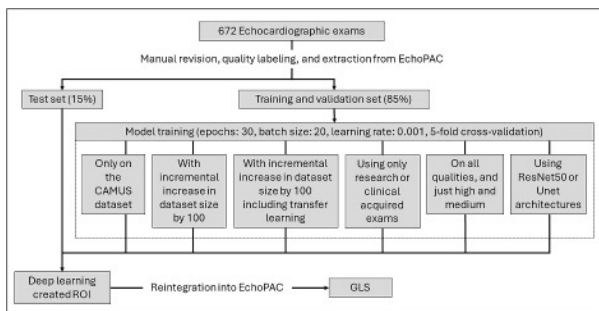 672 Echocardiographic exams
Manual revision, quality labeling, and extraction from EchoPAC
Test set (15%)
Training and validation set (85%)
Model training (epochs: 30, batch size: 20, learning rate: 0.001, 5-fold cross-validation)
Only on
the
CAMUS
dataset
With
incremental
increase in
dataset size
by 100
With incremental
increase in dataset
size by 100
including transfer
learning
Using only
research or
clinical
acquired
exams
On all
qualities, and
just high and
medium
Using
ResNet50 or
Unet
architectures
Deep learning
created ROI
Reintegration into EchoPAC
GLS